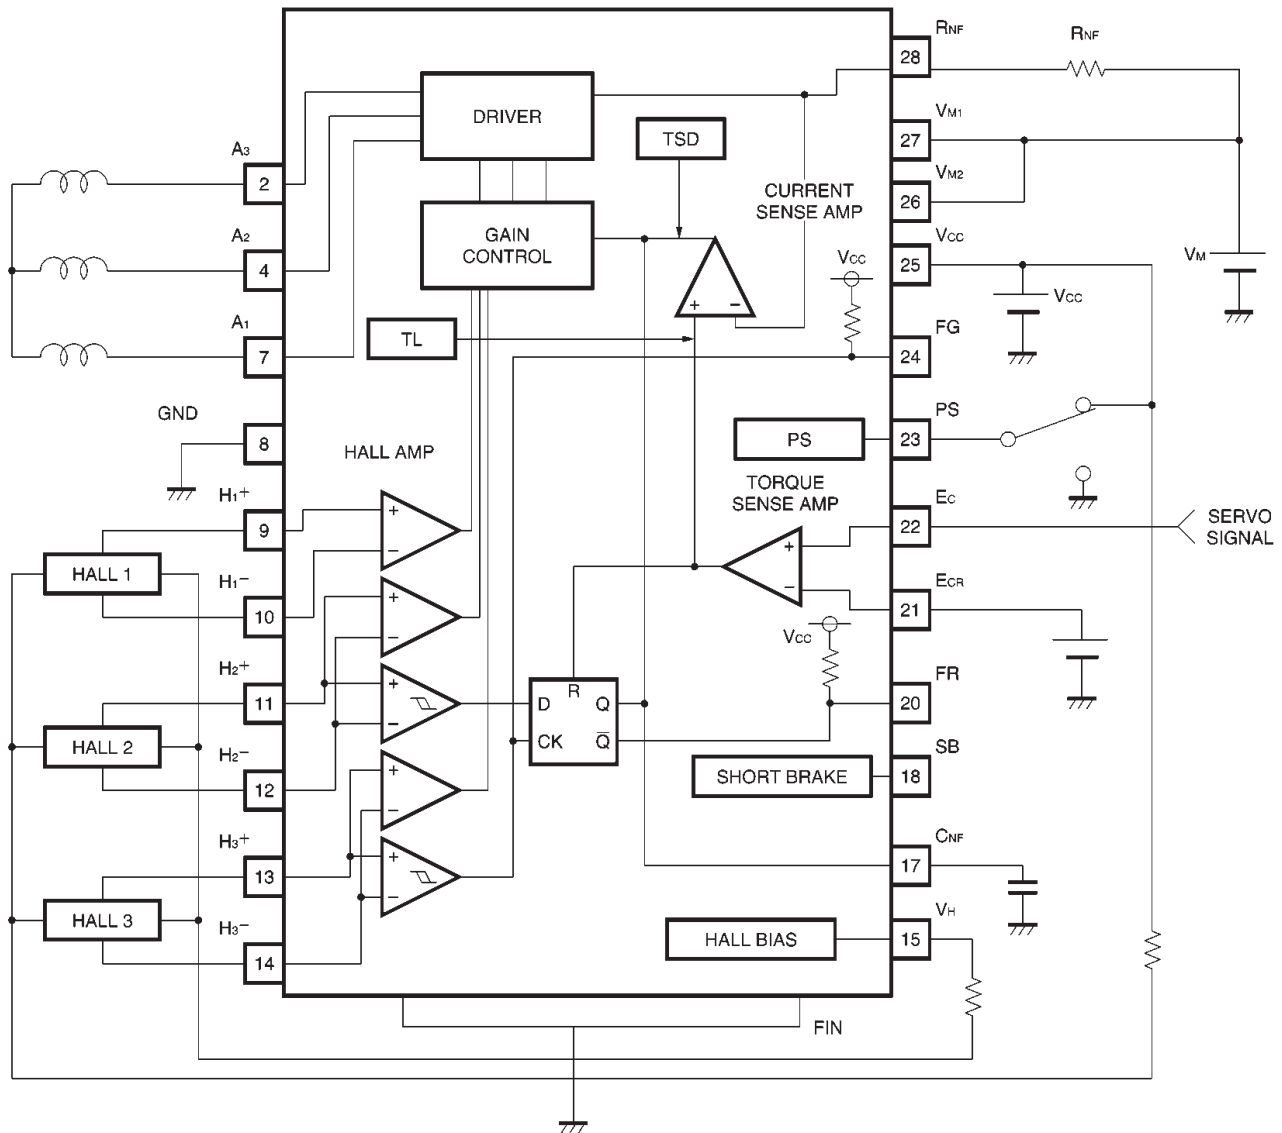 RNF
RNF
28
DRIVER
VM1
TSD
27
A3
VM2
2
CURRENT
SENSE AMP
26
A2
GAIN
CONTROL
VCC
4
VCC
25
VM
+
−
VCC
A1
TL
FG
7
24
GND
PS
8
HALL AMP
PS
23
H1+
TORQUE
SENSE AMP
EC
9
+
−
22
SERVO
SIGNAL
HALL 1
H1−
+
−
ECR
10
+
−
21
VCC
H2+
FR
11
+
−
R
D
Q
20
HALL 2
CK
Q̅
H2−
SB
12
+
−
SHORT BRAKE
18
H3+
CNF
13
+
−
17
HALL 3
H3−
VH
14
HALL BIAS
15
FIN